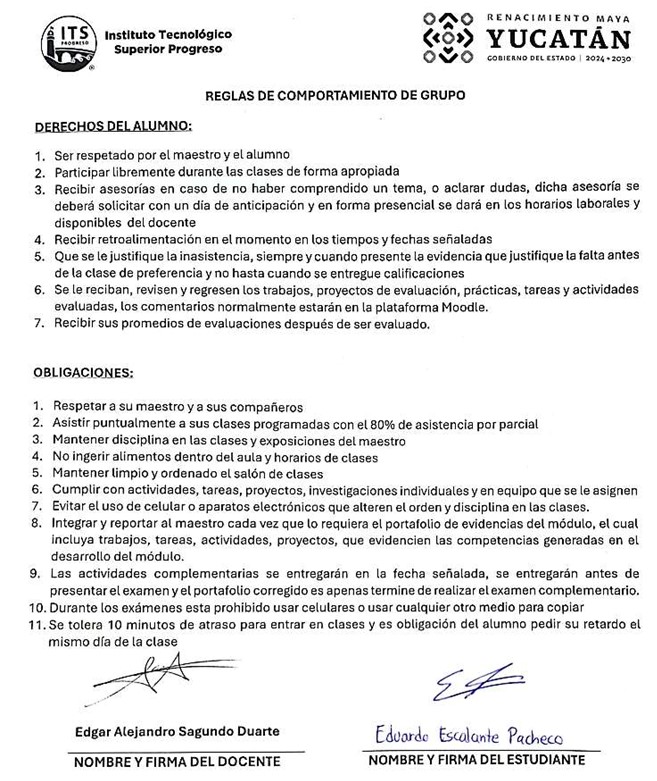 ITS
PROGRESO
Instituto Tecnológico
Superior Progreso
RENACIMIENTO MAYA
YUCATÁN
GOBIERNO DEL ESTADO | 2024 • 2030
REGLAS DE COMPORTAMIENTO DE GRUPO
DERECHOS DEL ALUMNO:
1. Ser respetado por el maestro y el alumno
2. Participar libremente durante las clases de forma apropiada
3. Recibir asesorías en caso de no haber comprendido un tema, o aclarar dudas, dicha asesoría se
deberá solicitar con un día de anticipación y en forma presencial se dará en los horarios laborales y
disponibles del docente
4. Recibir retroalimentación en el momento en los tiempos y fechas señaladas
5. Que se le justifique la inasistencia, siempre y cuando presente la evidencia que justifique la falta antes
de la clase de preferencia y no hasta cuando se entregue calificaciones
6. Se le reciban, revisen y regresen los trabajos, proyectos de evaluación, prácticas, tareas y actividades
evaluadas, los comentarios normalmente estarán en la plataforma Moodle.
7. Recibir sus promedios de evaluaciones después de ser evaluado.
OBLIGACIONES:
1. Respetar a su maestro y a sus compañeros
2. Asistir puntualmente a sus clases programadas con el 80% de asistencia por parcial
3. Mantener disciplina en las clases y exposiciones del maestro
4. No ingerir alimentos dentro del aula y horarios de clases
5. Mantener limpio y ordenado el salón de clases
6. Cumplir con actividades, tareas, proyectos, investigaciones individuales y en equipo que se le asignen
7. Evitar el uso de celular o aparatos electrónicos que alteren el orden y disciplina en las clases.
8. Integrar y reportar al maestro cada vez que lo requiera el portafolio de evidencias del módulo, el cual
incluya trabajos, tareas, actividades, proyectos, que evidencien las competencias generadas en el
desarrollo del módulo.
9. Las actividades complementarias se entregarán en la fecha señalada, se entregarán antes de
presentar el examen y el portafolio corregido es apenas termine de realizar el examen complementario.
10. Durante los exámenes esta prohibido usar celulares o usar cualquier otro medio para copiar
11. Se tolera 10 minutos de atraso para entrar en clases y es obligación del alumno pedir su retardo el
mismo día de la clase
Edgar Alejandro Sagundo Duarte
Eduardo Escalante Pacheco
NOMBRE Y FIRMA DEL DOCENTE
NOMBRE Y FIRMA DEL ESTUDIANTE